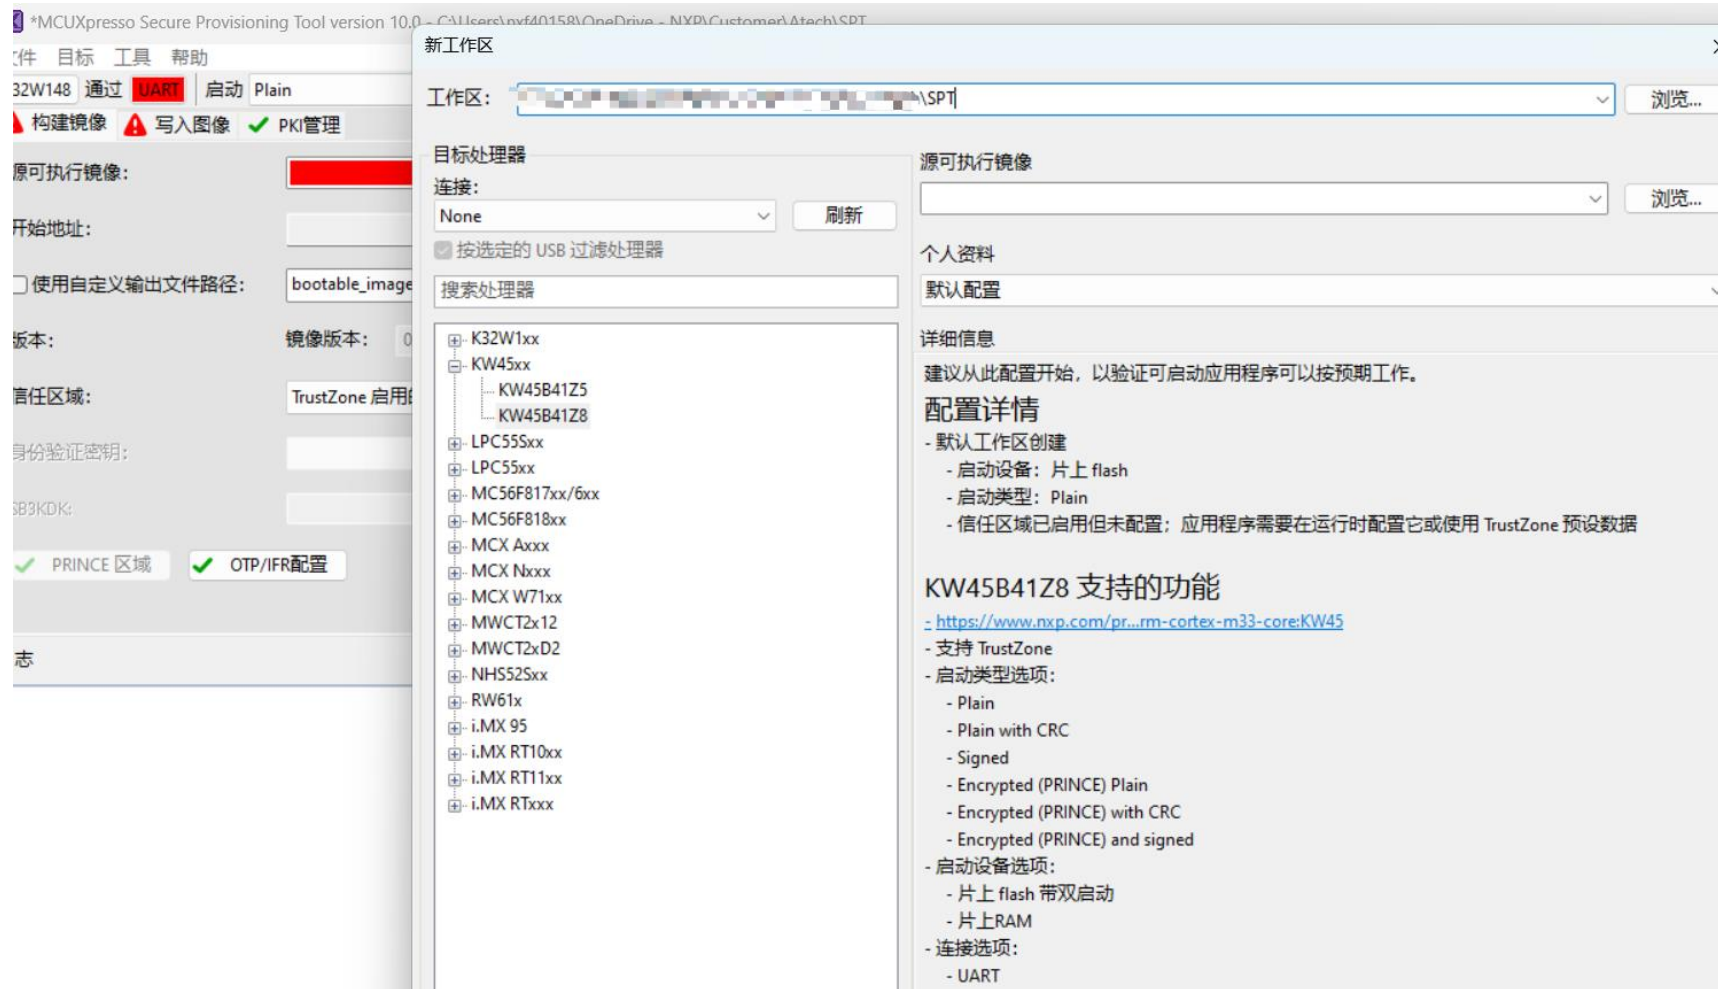 *MCUXpresso Secure Provisioning Tool version 10.0 - C:\Users\nxf40158\OneDrive - NXP\Customer\Atech\SPT
件 目标 工具 帮助
32W148 通过 UART 启动 Plain
构建镜像 写入图像 PKI管理
源可执行镜像:
开始地址:
使用自定义输出文件路径: bootable_image
版本: 镜像版本: 0
信任区域: TrustZone 启用
身份验证密钥:
SB3KDK:
PRINCE 区域 OTP/IFR配置
志
新工作区
工作区: \SPT 浏览...
目标处理器
连接:
None 刷新
按选定的 USB 过滤处理器
搜索处理器
K32W1xx
KW45xx
KW45B41Z5
KW45B41Z8
LPC55Sxx
LPC55xx
MC56F817xx/6xx
MC56F818xx
MCX Axxx
MCX Nxxx
MCX W71xx
MWCT2x12
MWCT2xD2
NHS52Sxx
RW61x
i.MX 95
i.MX RT10xx
i.MX RT11xx
i.MX RTxxx
源可执行镜像
浏览...
个人资料
默认配置
详细信息
建议从此配置开始，以验证可启动应用程序可以按预期工作。
配置详情
- 默认工作区创建
- 启动设备：片上 flash
- 启动类型：Plain
- 信任区域已启用但未配置；应用程序需要在运行时配置它或使用 TrustZone 预设数据
KW45B41Z8 支持的功能
- https://www.nxp.com/pr...rm-cortex-m33-core:KW45
- 支持 TrustZone
- 启动类型选项：
- Plain
- Plain with CRC
- Signed
- Encrypted (PRINCE) Plain
- Encrypted (PRINCE) with CRC
- Encrypted (PRINCE) and signed
- 启动设备选项：
- 片上 flash 带双启动
- 片上RAM
- 连接选项：
- UART